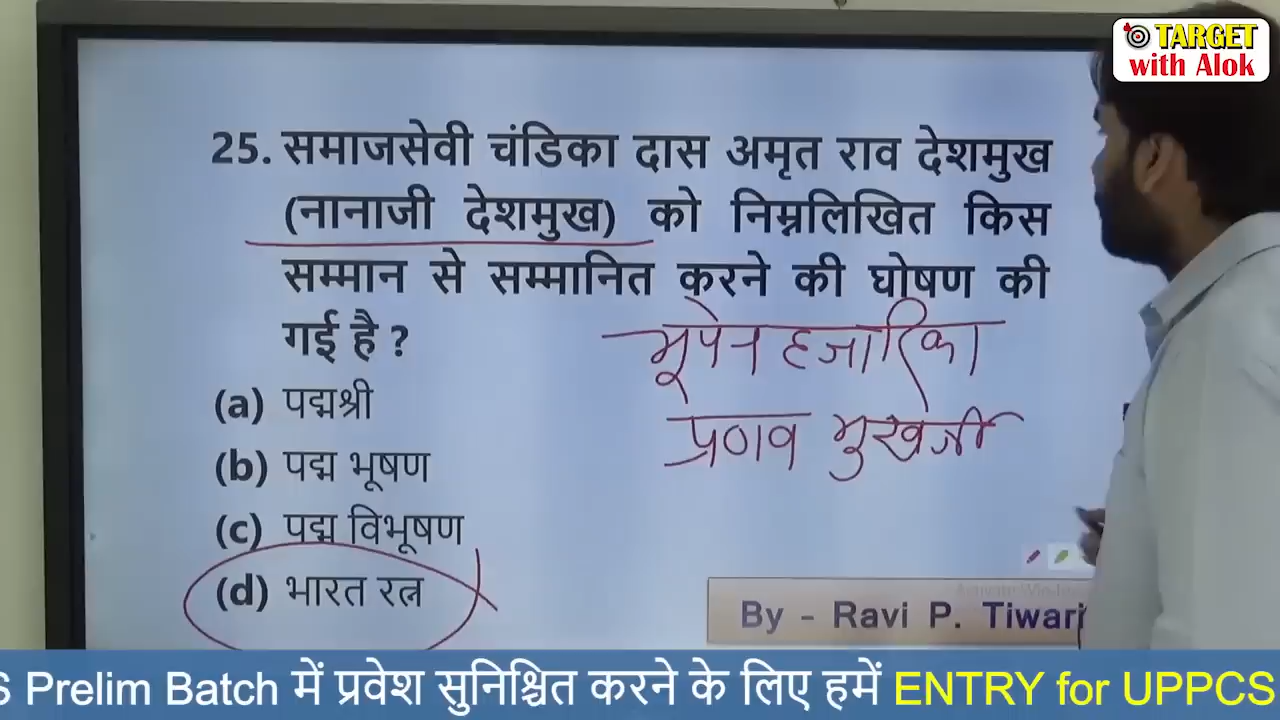 TARGET
with Alok
25. समाजसेवी चंडिका दास अमृत राव देशमुख
(नानाजी देशमुख) को निम्नलिखित किस
सम्मान से सम्मानित करने की घोषण की
गई है ?
भूपेन हजारिका
(a) पद्मश्री
प्रणव मुखर्जी
(b) पद्म भूषण
(c) पद्म विभूषण
(d) भारत रत्न
By - Ravi P. Tiwari
S Prelim Batch में प्रवेश सुनिश्चित करने के लिए हमें ENTRY for UPPCS